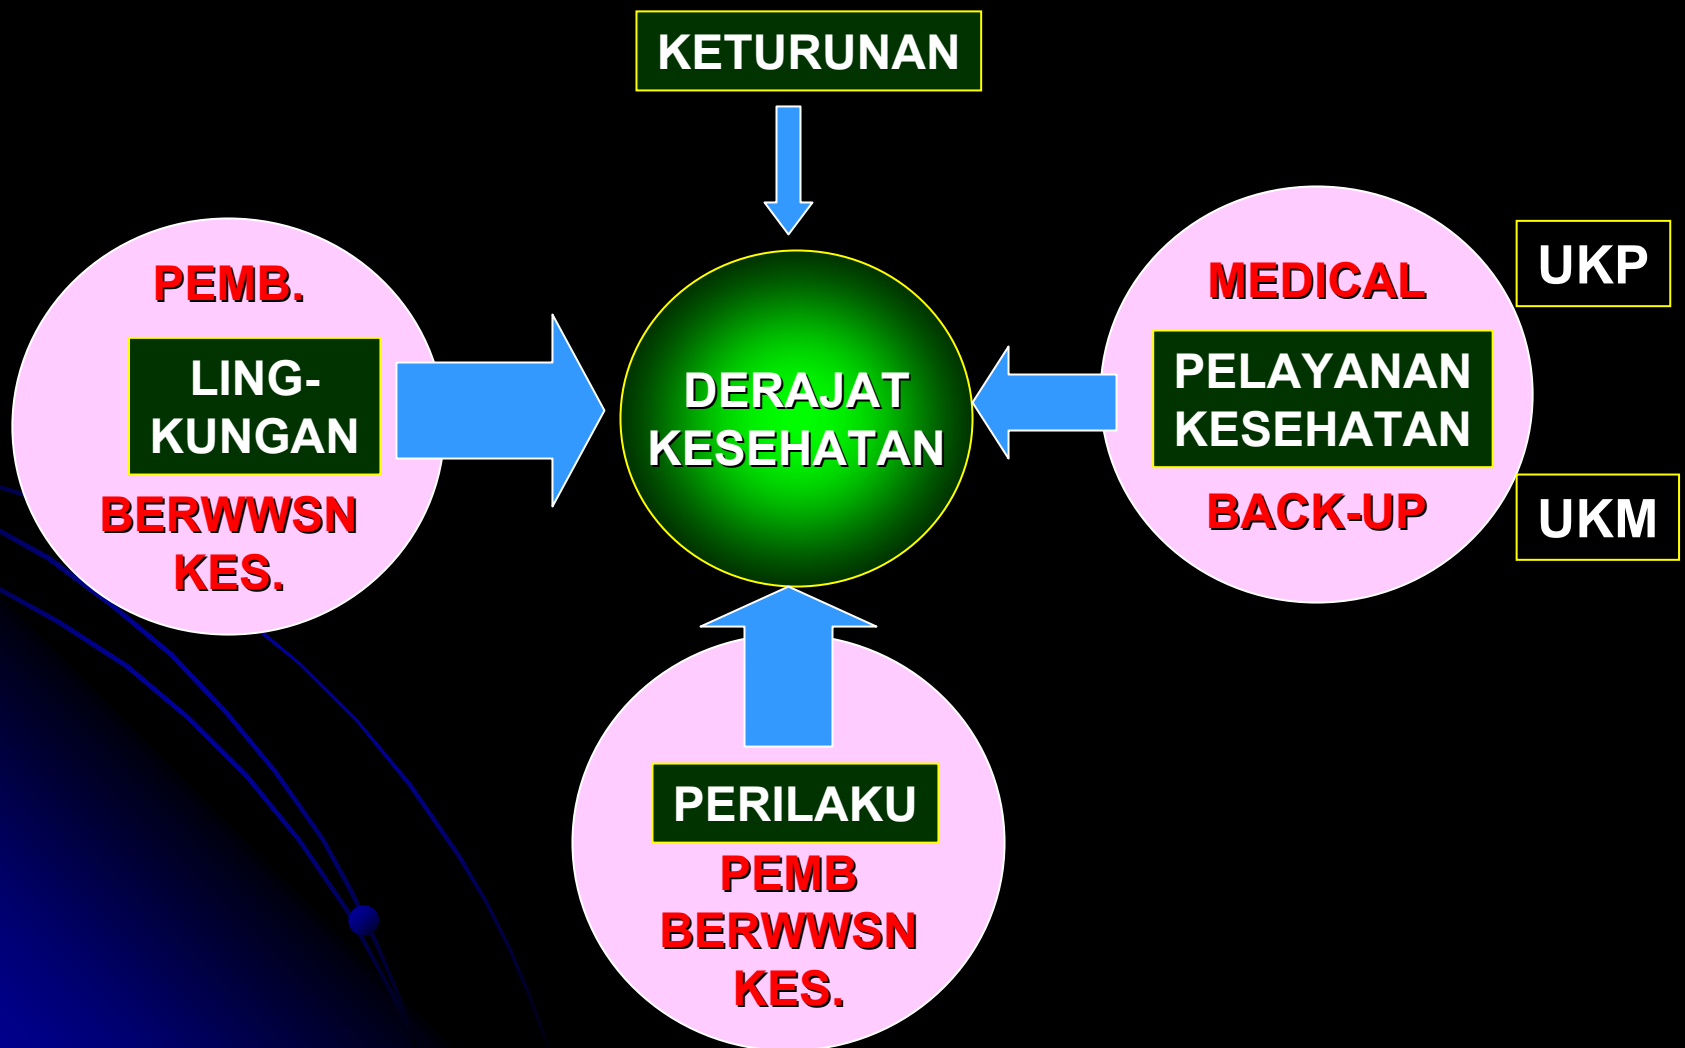 KETURUNAN
PEMB.
LING-
KUNGAN
BERWWSN
KES.
DERAJAT
KESEHATAN
MEDICAL
PELAYANAN
KESEHATAN
BACK-UP
UKP
UKM
PERILAKU
PEMB
BERWWSN
KES.